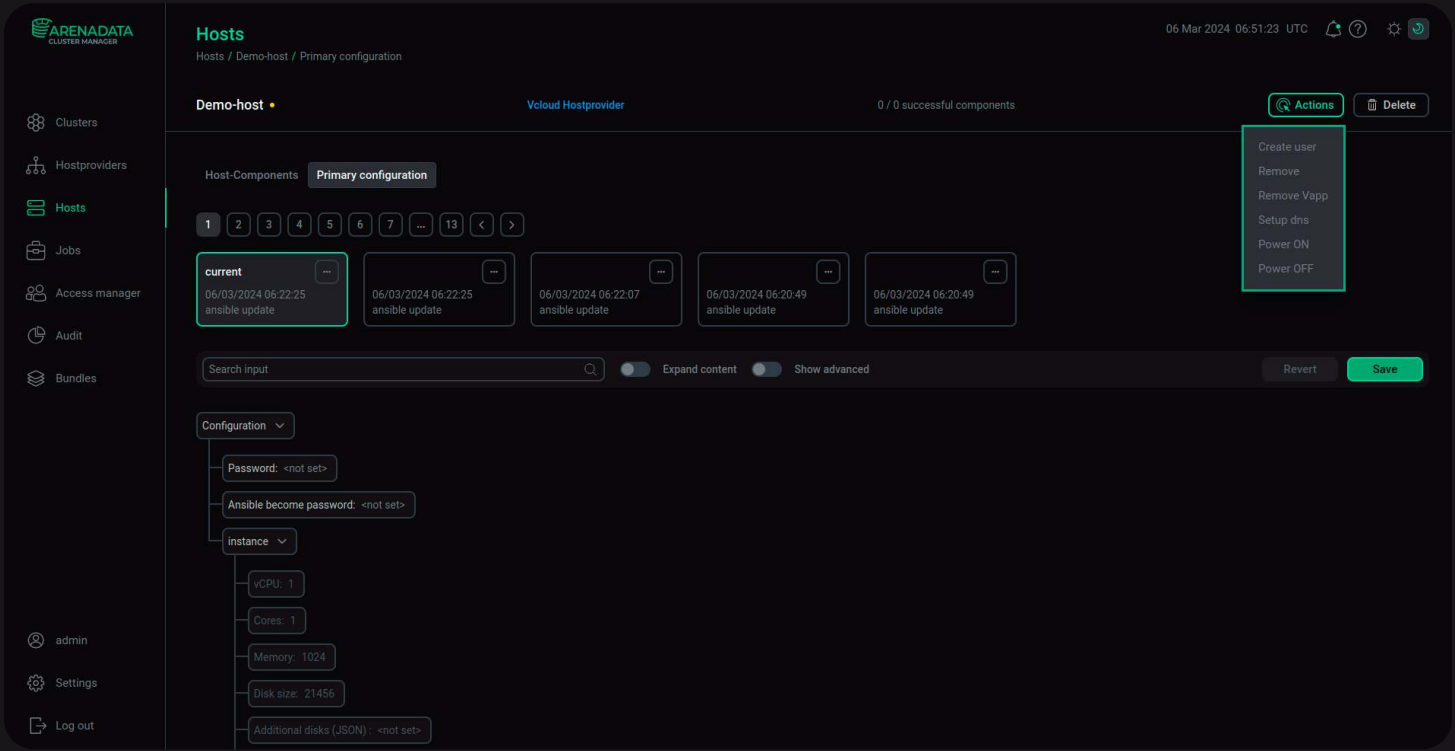 ARENADATA
CLUSTER MANAGER
Hosts
Hosts / Demo-host / Primary configuration
06 Mar 2024 06:51:23 UTC
Demo-host
Vcloud Hostprovider
0 / 0 successful components
Actions
Delete
Create user
Remove
Remove Vapp
Setup dns
Power ON
Power OFF
Clusters
Hostproviders
Hosts
Jobs
Access manager
Audit
Bundles
admin
Settings
Log out
Host-Components Primary configuration
1 2 3 4 5 6 7 ... 13 < >
current
06/03/2024 06:22:25
ansible update
06/03/2024 06:22:25
ansible update
06/03/2024 06:22:07
ansible update
06/03/2024 06:20:49
ansible update
06/03/2024 06:20:49
ansible update
Search input
Expand content
Show advanced
Revert
Save
Configuration
Password: <not set>
Ansible become password: <not set>
instance
vCPU: 1
Cores: 1
Memory: 1024
Disk size: 21456
Additional disks (JSON) : <not set>